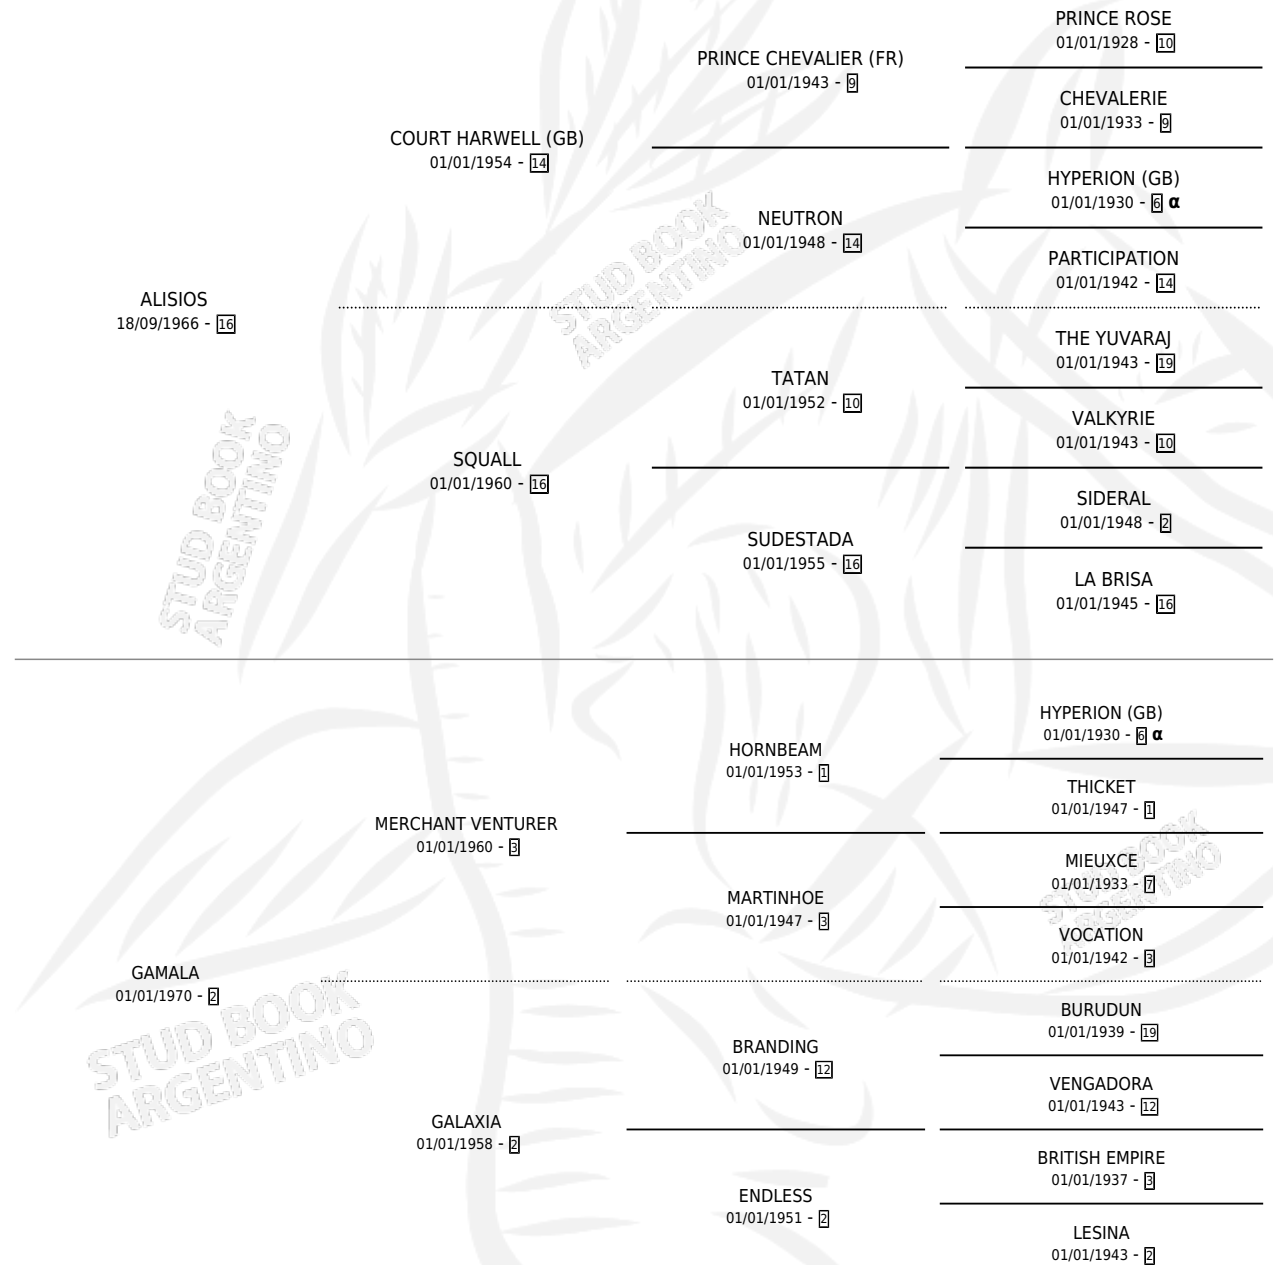 PRINCE ROSE
01/01/1928 - 10
PRINCE CHEVALIER (FR)
01/01/1943 - 9
CHEVALERIE
01/01/1933 - 9
COURT HARWELL (GB)
01/01/1954 - 14
HYPERION (GB)
01/01/1930 - 6 α
NEUTRON
01/01/1948 - 14
PARTICIPATION
01/01/1942 - 14
STUD BOOK
ARGENTINO
ALISIOS
18/09/1966 - 16
THE YUVARAJ
01/01/1943 - 19
TATAN
01/01/1952 - 10
VALKYRIE
01/01/1943 - 10
SQUALL
01/01/1960 - 16
SIDERAL
01/01/1948 - 2
SUDESTADA
01/01/1955 - 16
LA BRISA
01/01/1945 - 16
STUD BOOK
ARGENTINO
HYPERION (GB)
01/01/1930 - 6 α
HORNBEAM
01/01/1953 - 1
THICKET
01/01/1947 - 1
MERCHANT VENTURER
01/01/1960 - 3
MIEUXCE
01/01/1933 - 7
STUD BOOK
ARGENTINO
MARTINHOE
01/01/1947 - 3
VOCATION
01/01/1942 - 3
GAMALA
01/01/1970 - 2
STUD BOOK
ARGENTINO
BURUDUN
01/01/1939 - 19
BRANDING
01/01/1949 - 12
VENGADORA
01/01/1943 - 12
GALAXIA
01/01/1958 - 2
BRITISH EMPIRE
01/01/1937 - 3
ENDLESS
01/01/1951 - 2
LESINA
01/01/1943 - 2